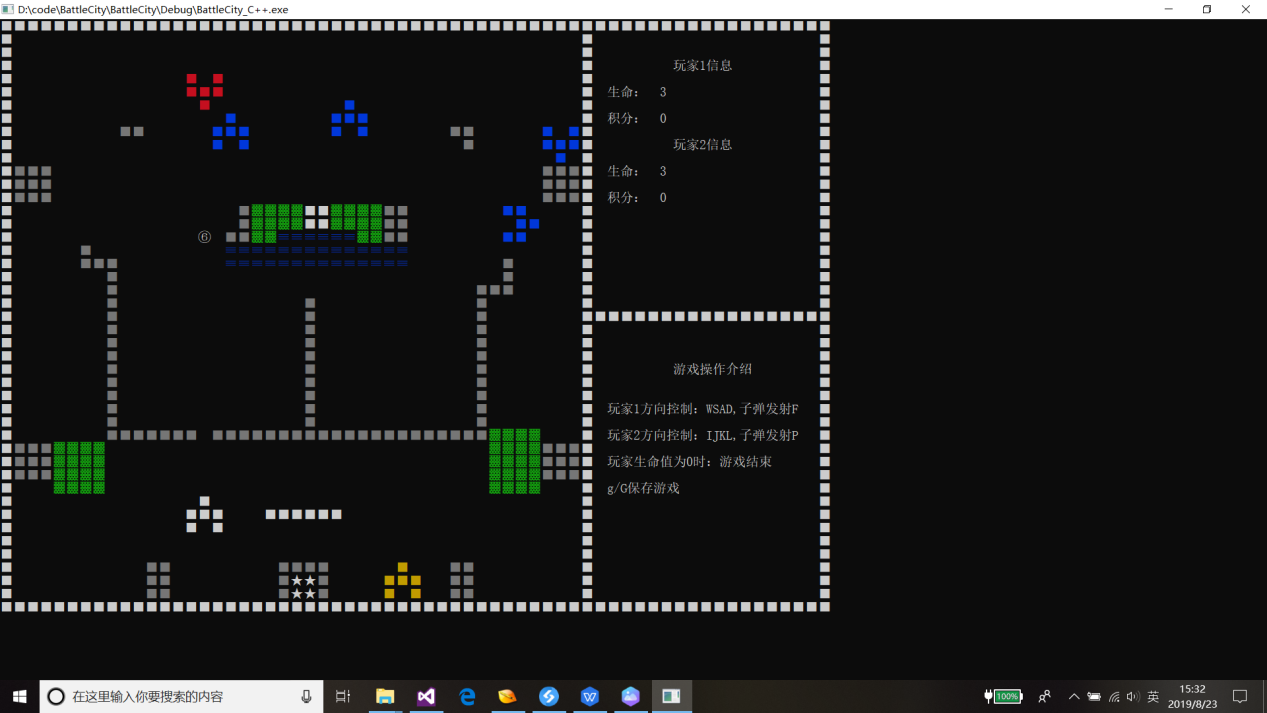 D:\code\BattleCity\BattleCity\Debug\BattleCity_C++.exe
玩家1信息
生命： 3
积分： 0
玩家2信息
生命： 3
积分： 0
⑥
游戏操作介绍
玩家1方向控制：WSAD,子弹发射F
玩家2方向控制：IJKL,子弹发射P
玩家生命值为0时：游戏结束
g/G保存游戏
在这里输入你要搜索的内容
100%
英
15:32
2019/8/23